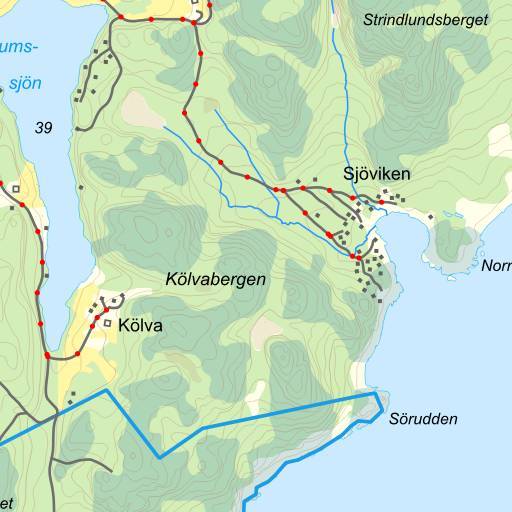 Strindlundsberget
ums-
sjön
39
Sjöviken
Norr
Kölvabergen
Kölva
Sörudden
et